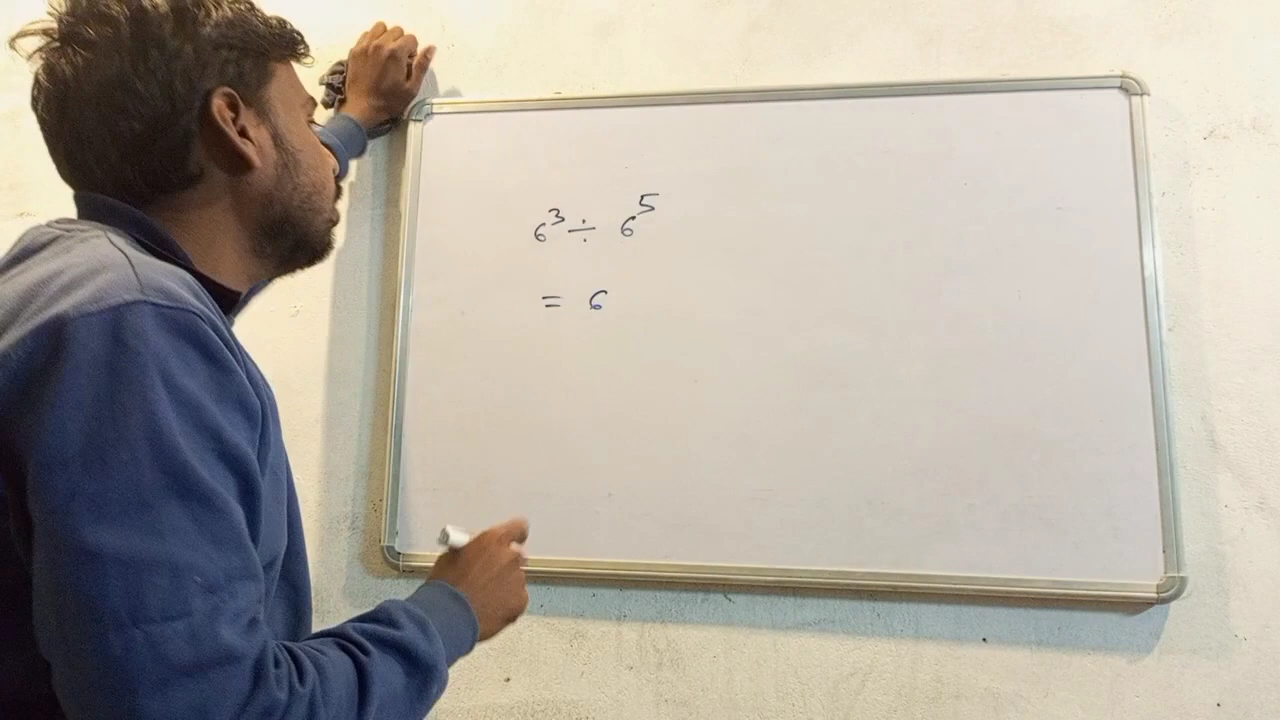 6³ ÷ 6⁵
= 6